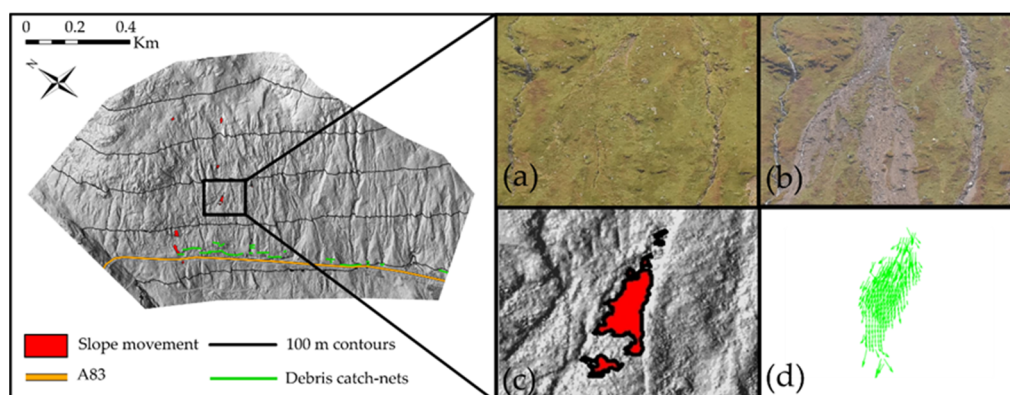 0 0.2 0.4
Km
N
Slope movement
100 m contours
A83
Debris catch-nets
(a)
(b)
(c)
(d)